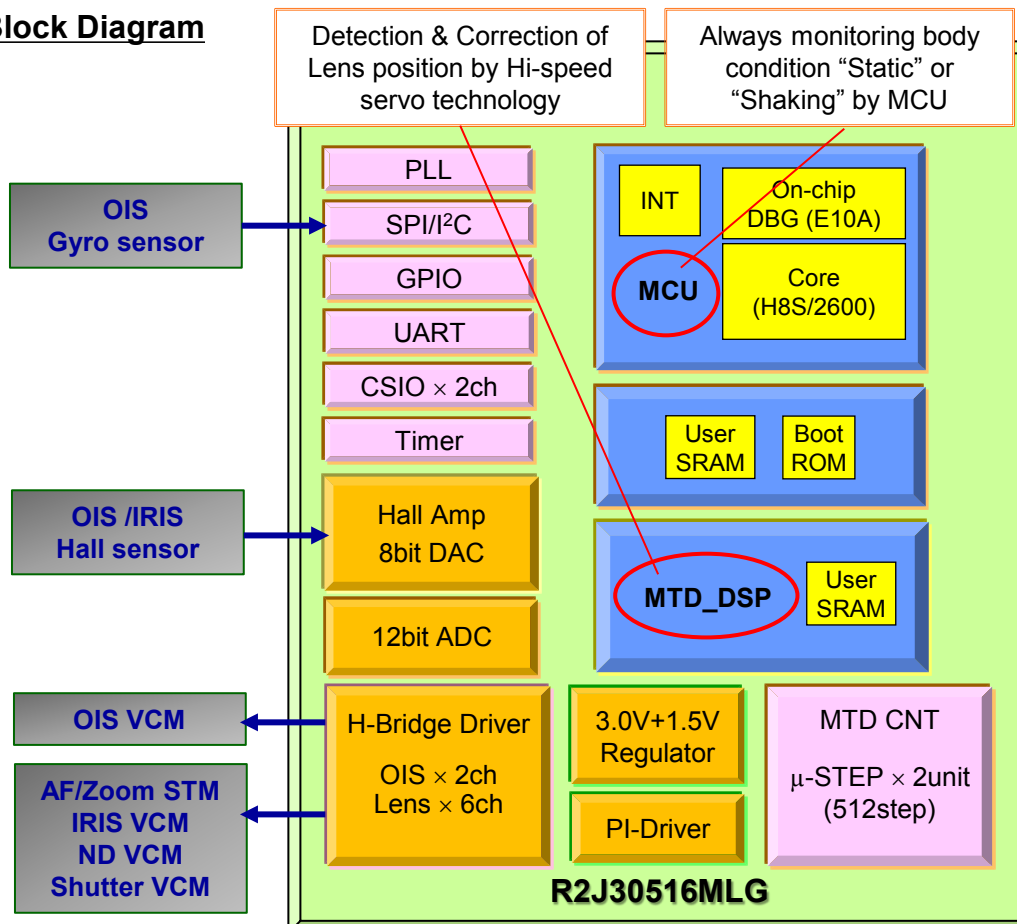 Block Diagram
Detection & Correction of
Lens position by Hi-speed
servo technology
Always monitoring body
condition “Static” or
“Shaking” by MCU
OIS
Gyro sensor
OIS /IRIS
Hall sensor
OIS VCM
AF/Zoom STM
IRIS VCM
ND VCM
Shutter VCM
PLL
SPI/I²C
GPIO
UART
CSIO × 2ch
Timer
Hall Amp
8bit DAC
12bit ADC
H-Bridge Driver
OIS × 2ch
Lens × 6ch
INT
On-chip
DBG (E10A)
MCU
Core
(H8S/2600)
User
SRAM
Boot
ROM
MTD_DSP
User
SRAM
3.0V+1.5V
Regulator
PI-Driver
MTD CNT
μ-STEP × 2unit
(512step)
R2J30516MLG